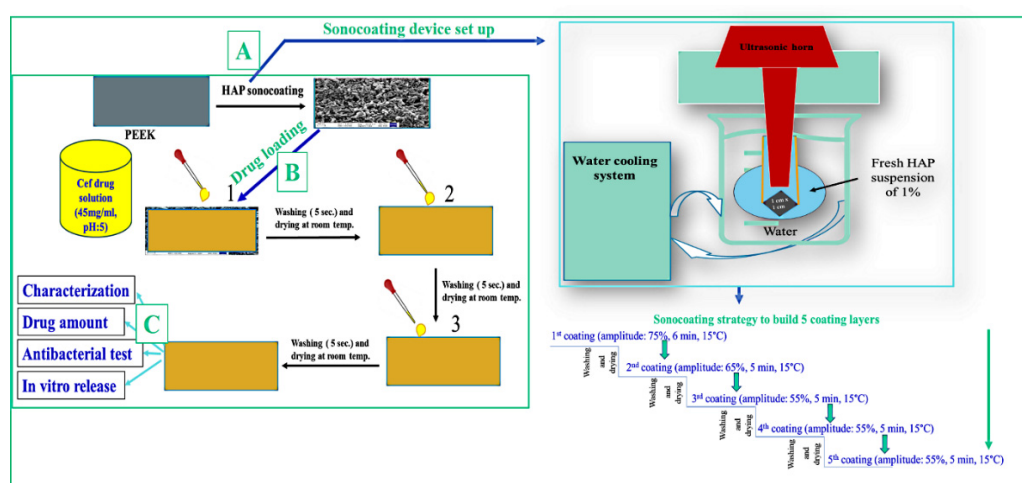 Sonocoating device set up
A
HAP sonocoating
PEEK
Drug loading
B
Cef drug
solution
(45mg/ml,
pH:5)
1
Washing ( 5 sec.) and
drying at room temp.
2
Washing ( 5 sec.) and
drying at room temp.
3
Washing ( 5 sec.) and
drying at room temp.
C
Characterization
Drug amount
Antibacterial test
In vitro release
Ultrasonic horn
Water cooling
system
Fresh HAP
suspension
of 1%
1 cm x
1 cm
Water
Sonocoating strategy to build 5 coating layers
1st coating (amplitude: 75%, 6 min, 15°C)
Washing
and
drying
2nd coating (amplitude: 65%, 5 min, 15°C)
Washing
and
drying
3rd coating (amplitude: 55%, 5 min, 15°C)
Washing
and
drying
4th coating (amplitude: 55%, 5 min, 15°C)
Washing
and
drying
5th coating (amplitude: 55%, 5 min, 15°C)